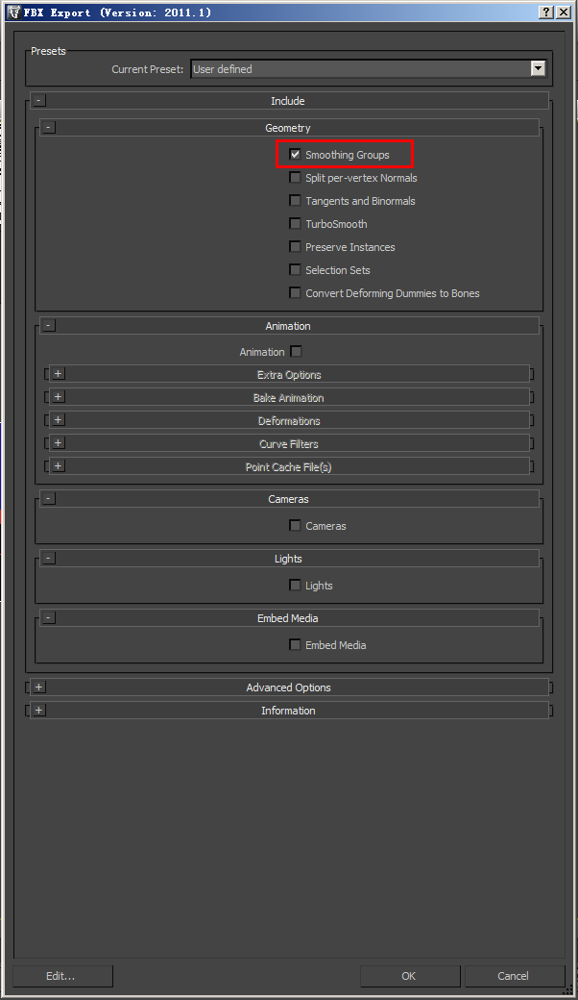 FBX Export (Version: 2011.1)
Presets
Current Preset: User defined
Include
Geometry
Smoothing Groups
Split per-vertex Normals
Tangents and Binormals
TurboSmooth
Preserve Instances
Selection Sets
Convert Deforming Dummies to Bones
Animation
Animation
Extra Options
Bake Animation
Deformations
Curve Filters
Point Cache File(s)
Cameras
Cameras
Lights
Lights
Embed Media
Embed Media
Advanced Options
Information
Edit... OK Cancel